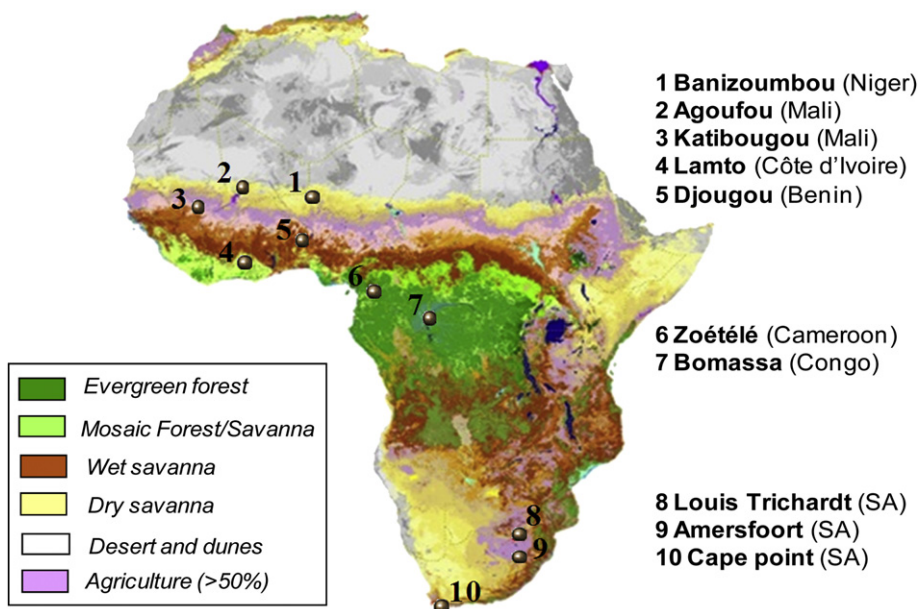 1 Banizoumbou (Niger)
2 Agoufou (Mali)
3 Katibougou (Mali)
4 Lamto (Côte d'Ivoire)
5 Djougou (Benin)
6 Zoétélé (Cameroon)
7 Bomassa (Congo)
8 Louis Trichardt (SA)
9 Amersfoort (SA)
10 Cape point (SA)
2
1
3
5
4
6
7
8
9
10
Evergreen forest
Mosaic Forest/Savanna
Wet savanna
Dry savanna
Desert and dunes
Agriculture (>50%)